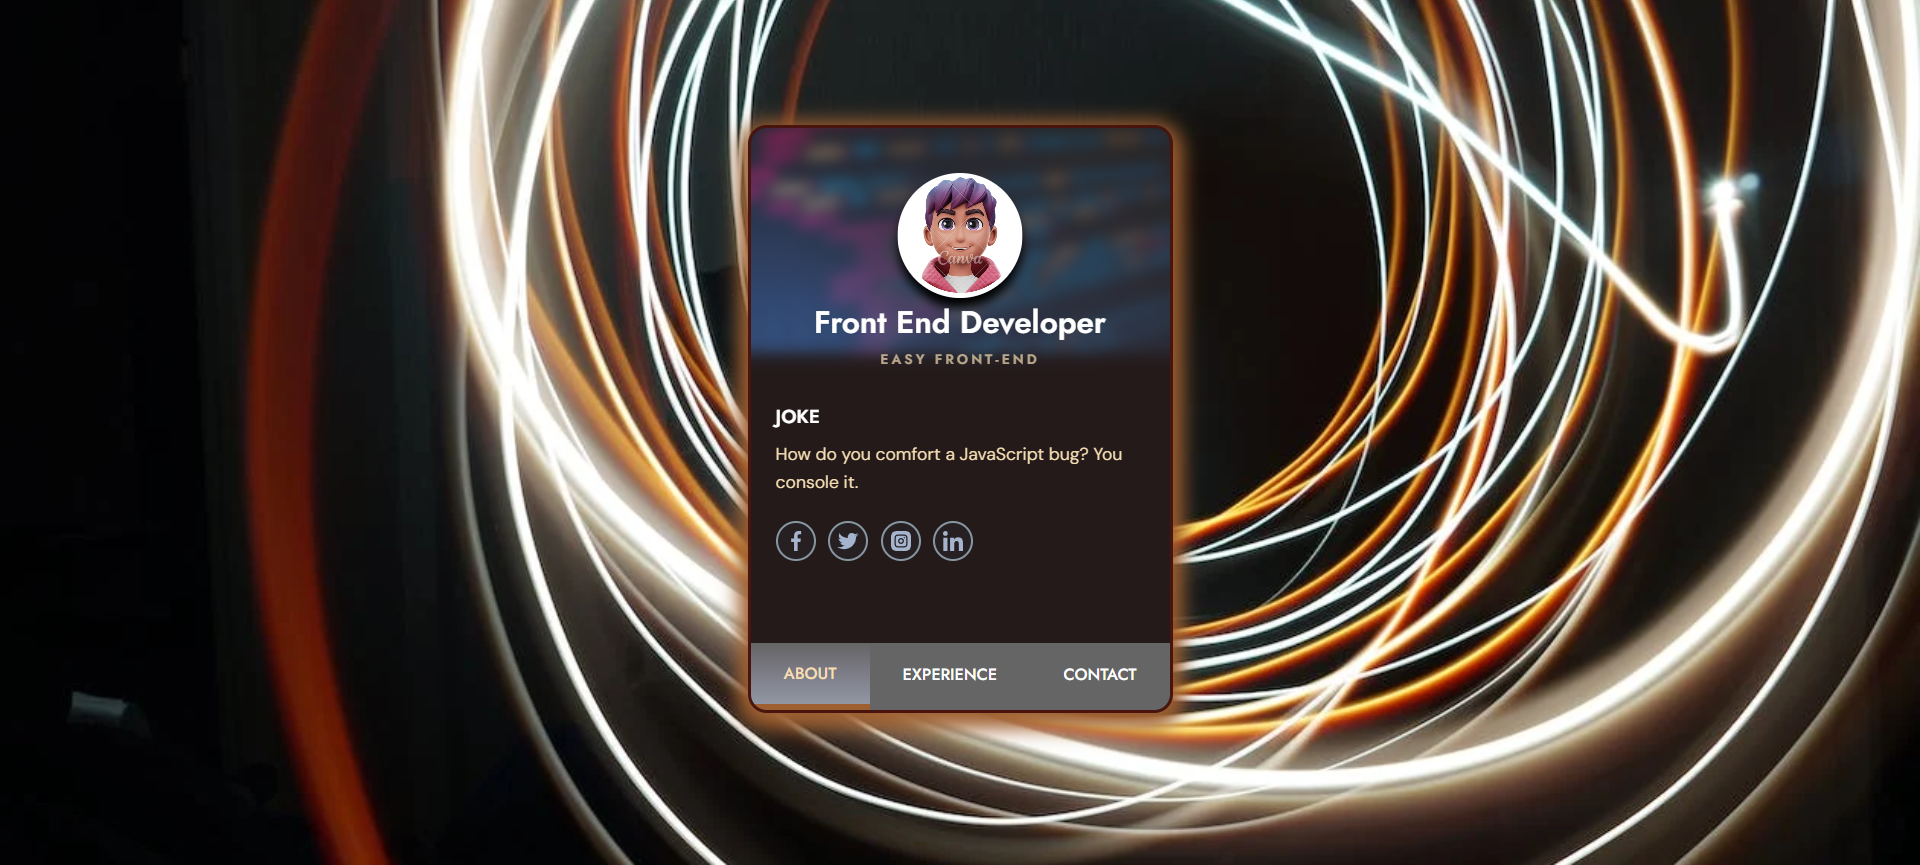 Canva
Front End Developer
EASY FRONT-END
JOKE
How do you comfort a JavaScript bug? You
console it.
ABOUT
EXPERIENCE
CONTACT